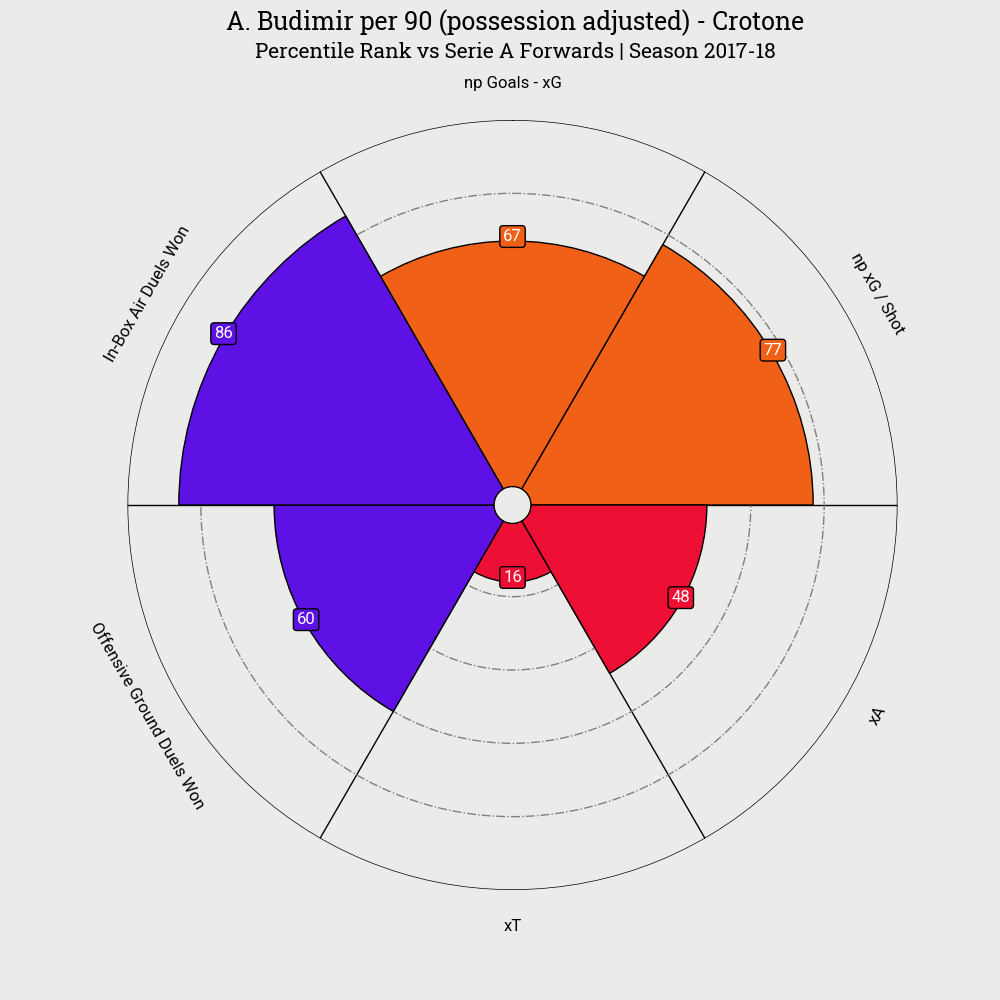 A. Budimir per 90 (possession adjusted) - Crotone
Percentile Rank vs Serie A Forwards | Season 2017-18
np Goals - xG
67
np xG / Shot
77
In-Box Air Duels Won
86
xA
48
16
Offensive Ground Duels Won
60
xT